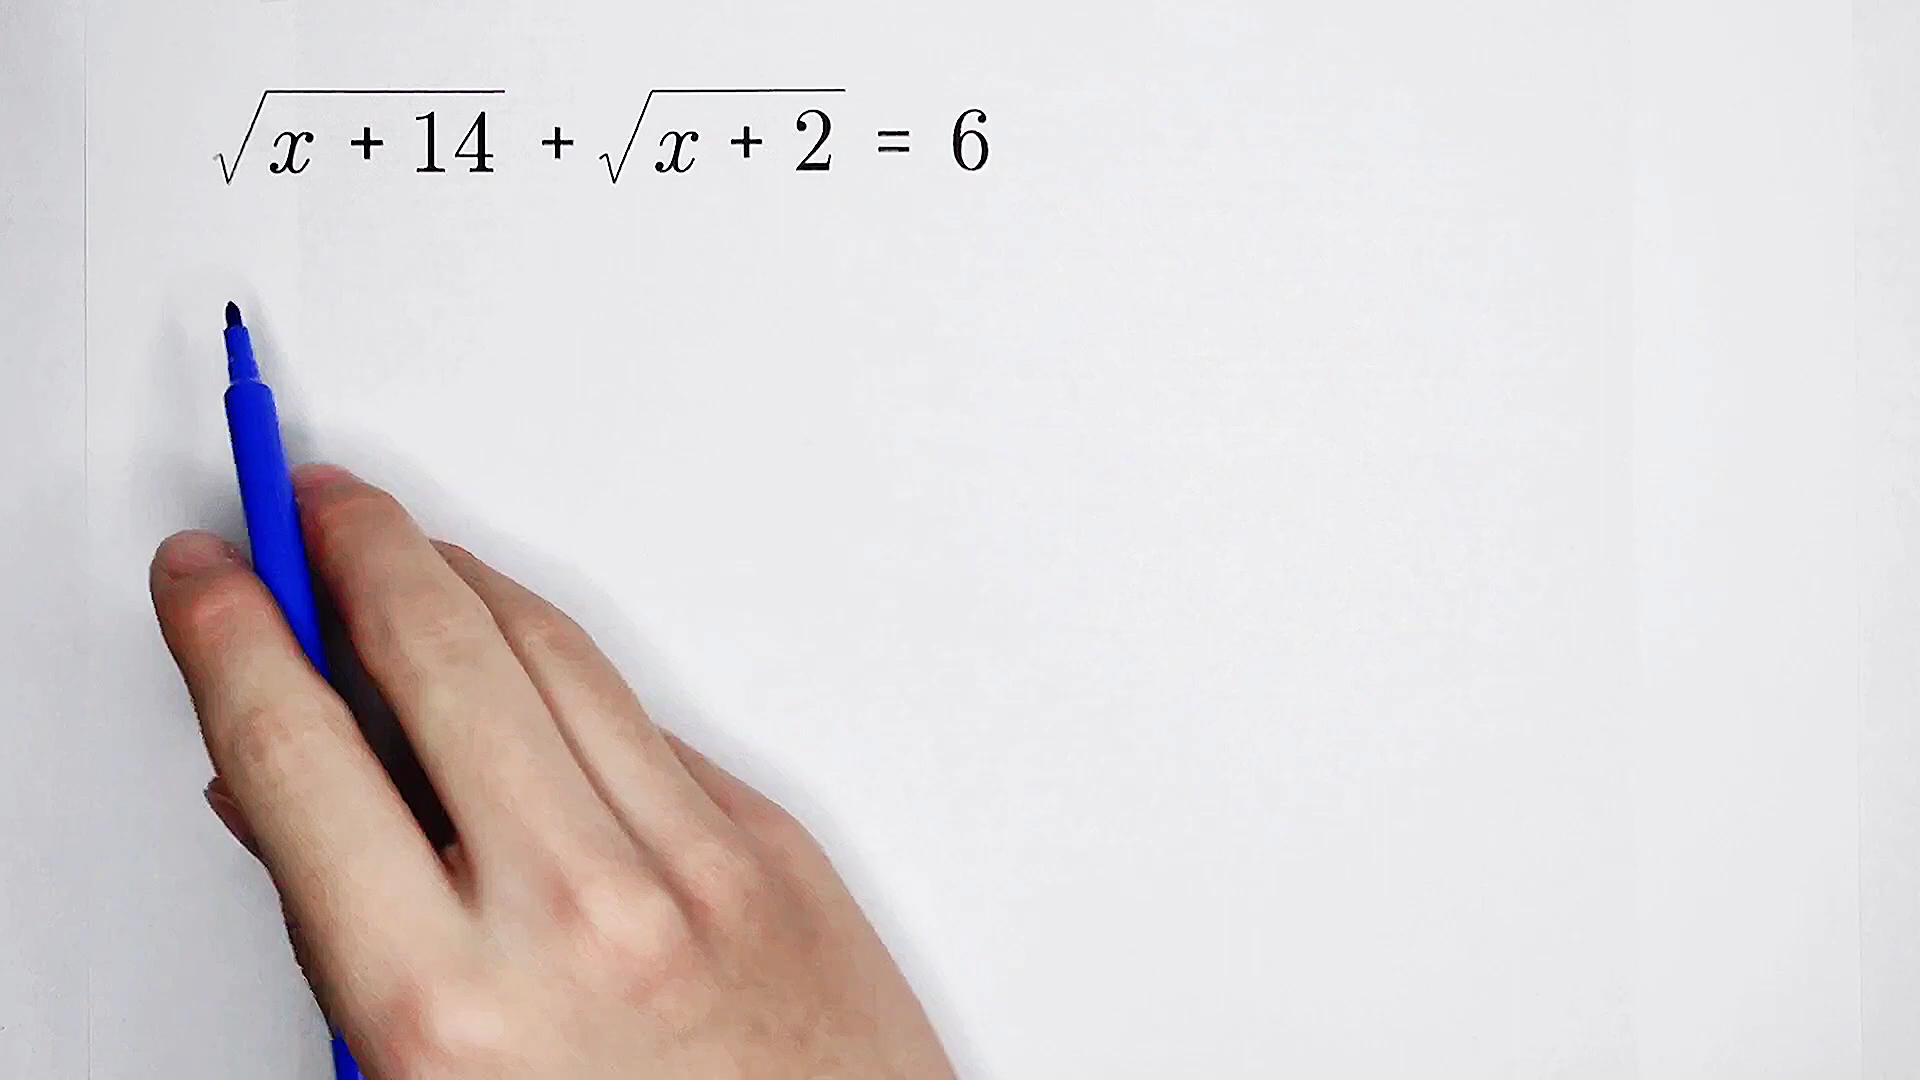 √(x + 14) + √(x + 2) = 6